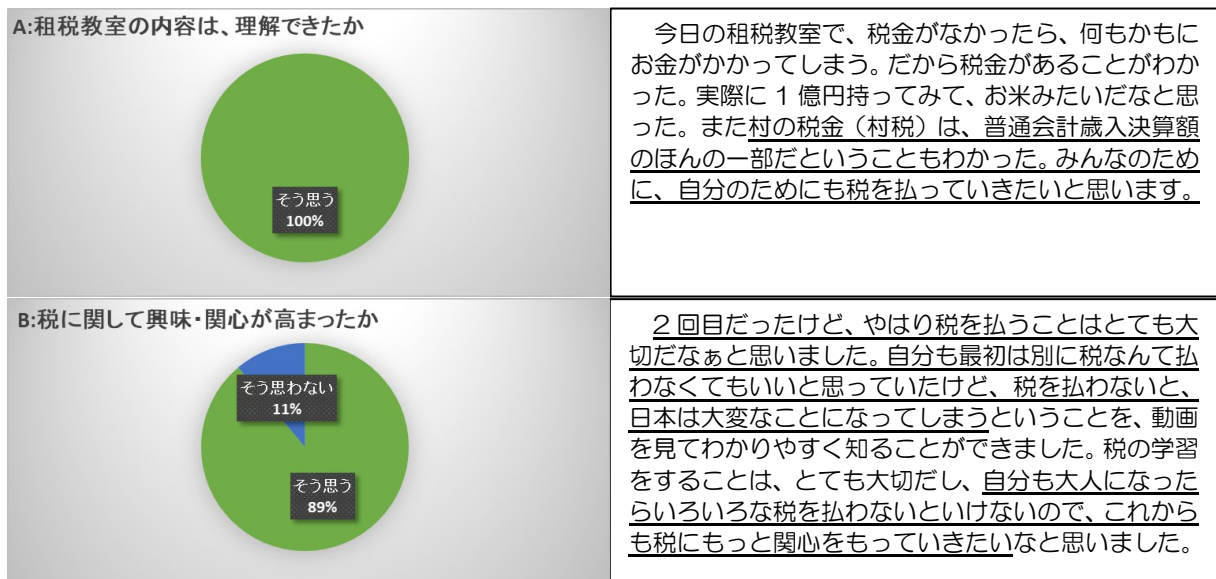 A:租税教室の内容は、理解できたか
そう思う
100%
今日の租税教室で、税金がなかったら、何もかもに
お金がかかってしまう。だから税金があることがわか
った。実際に1億円持ってみて、お米みたいだなと思
った。また村の税金（村税）は、普通会計歳入決算額
のほんの一部だということもわかった。みんなのため
に、自分のためにも税を払っていきたいと思います。
B:税に関して興味・関心が高まったか
そう思わない
11%
そう思う
89%
2回目だったけど、やはり税を払うことはとても大
切だなぁと思いました。自分も最初は別に税なんて払
わなくてもいいと思っていたけど、税を払わないと、
日本は大変なことになってしまうということを、動画
を見てわかりやすく知ることができました。税の学習
をすることは、とても大切だし、自分も大人になった
らいろいろな税を払わないといけないので、これから
も税にもっと関心をもっていきたいなと思いました。